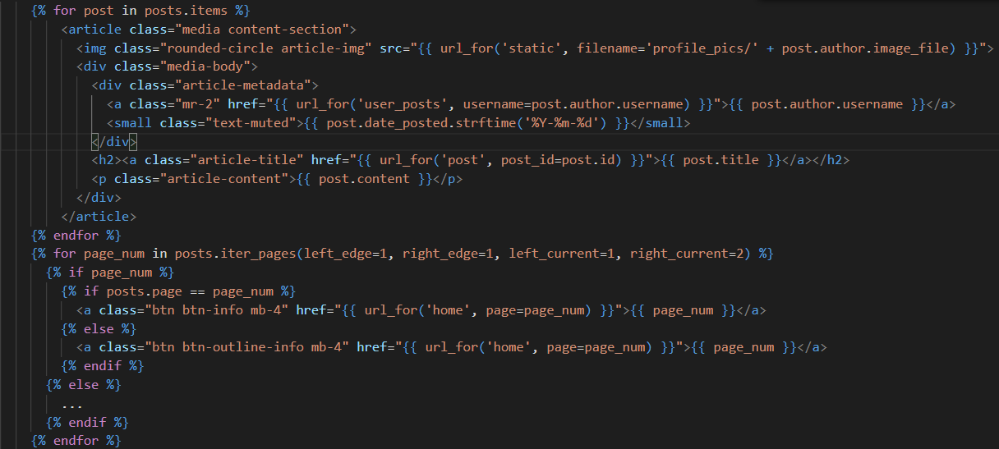 {% for post in posts.items %}
<article class="media content-section">
<img class="rounded-circle article-img" src="{{ url_for('static', filename='profile_pics/' + post.author.image_file) }}">
<div class="media-body">
<div class="article-metadata">
<a class="mr-2" href="{{ url_for('user_posts', username=post.author.username) }}">{{ post.author.username }}</a>
<small class="text-muted">{{ post.date_posted.strftime('%Y-%m-%d') }}</small>
</div>
<h2><a class="article-title" href="{{ url_for('post', post_id=post.id) }}">{{ post.title }}</a></h2>
<p class="article-content">{{ post.content }}</p>
</div>
</article>
{% endfor %}
{% for page_num in posts.iter_pages(left_edge=1, right_edge=1, left_current=1, right_current=2) %}
{% if page_num %}
{% if posts.page == page_num %}
<a class="btn btn-info mb-4" href="{{ url_for('home', page=page_num) }}">{{ page_num }}</a>
{% else %}
<a class="btn btn-outline-info mb-4" href="{{ url_for('home', page=page_num) }}">{{ page_num }}</a>
{% endif %}
{% else %}
...
{% endif %}
{% endfor %}